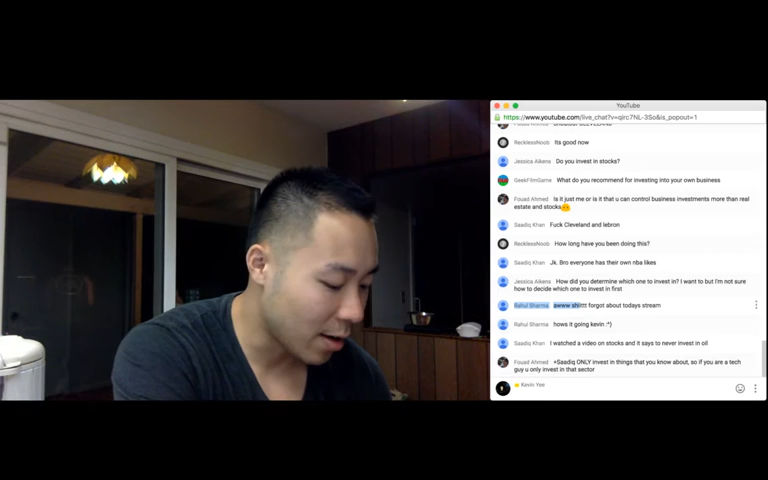 YouTube
https://www.youtube.com/live_chat?v=qirc7NL-3So&is_popout=1
RecklessNoob Its good now
Jessica Aikens Do you invest in stocks?
GeekFilmGame What do you recommend for investing into your own business
Fouad Ahmed Is it just me or is it that u can control business investments more than real
estate and stocks
Saadiq Khan Fuck Cleveland and lebron
RecklessNoob How long have you been doing this?
Saadiq Khan Jk. Bro everyone has their own nba likes
Jessica Aikens How did you determine which one to invest in? I want to but I'm not sure
how to decide which one to invest in first
Rahul Sharma awww shitttt forgot about todays stream
Rahul Sharma hows it going kevin :^)
Saadiq Khan I watched a video on stocks and it says to never invest in oil
Fouad Ahmed +Saadiq ONLY invest in things that you know about, so if you are a tech
guy u only invest in that sector
Kevin Yee